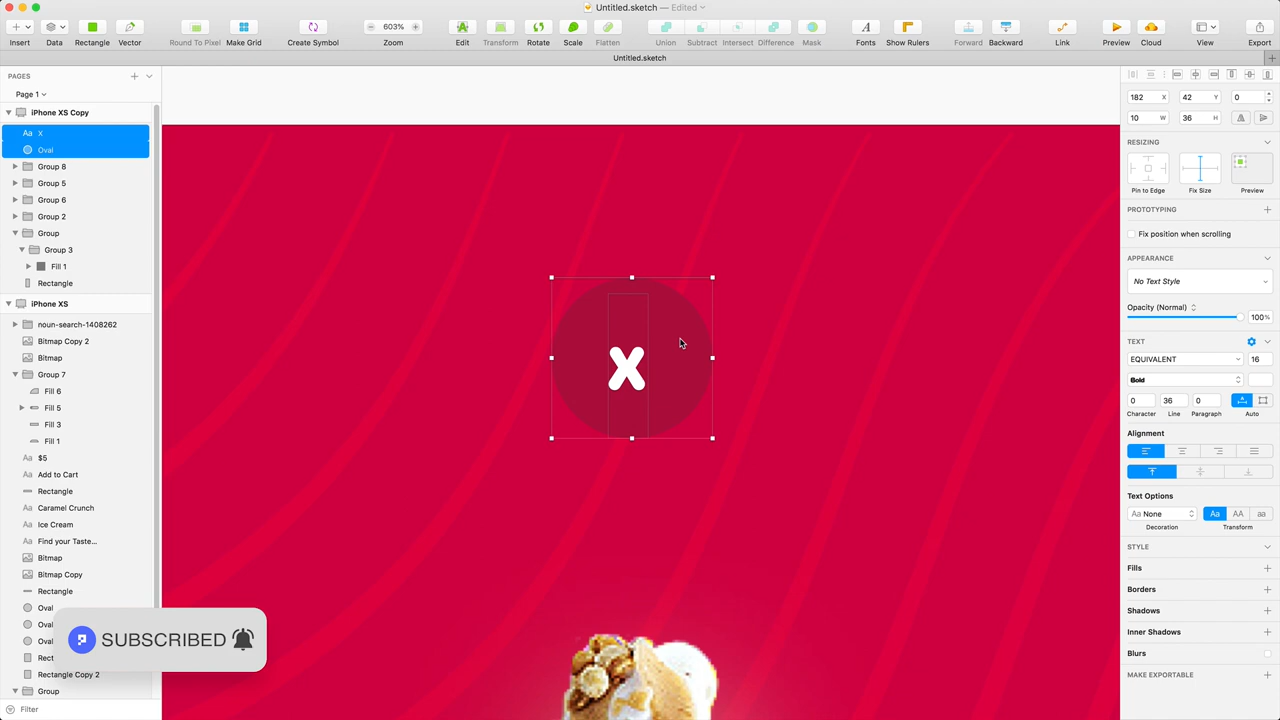 Untitled.sketch — Edited
Insert Data Rectangle Vector Round To Pixel Make Grid Create Symbol 603% Zoom Edit Transform Rotate Scale Flatten Union Subtract Intersect Difference Mask Fonts Show Rulers Forward Backward Link Preview Cloud View Export
Untitled.sketch
PAGES
Page 1
iPhone XS Copy
Aa X
Oval
Group 8
Group 5
Group 6
Group 2
Group
Group 3
Fill 1
Rectangle
iPhone XS
noun-search-1408262
Bitmap Copy 2
Bitmap
Group 7
Fill 6
Fill 5
Fill 3
Fill 1
Aa $5
Aa Add to Cart
Rectangle
Aa Caramel Crunch
Aa Ice Cream
Aa Find your Taste...
Bitmap
Bitmap Copy
Rectangle
Oval
Oval
Oval
Rect
Rectangle Copy 2
Group
Filter
SUBSCRIBED
x
182 X 42 Y 0
10 W 36 H
RESIZING
Pin to Edge Fix Size Preview
PROTOTYPING
Fix position when scrolling
APPEARANCE
No Text Style
Opacity (Normal)
100%
TEXT
EQUIVALENT 16
Bold
0 36 0
Character Line Paragraph Auto
Alignment
Text Options
Aa None Aa AA aa
Decoration Transform
STYLE
Fills
Borders
Shadows
Inner Shadows
Blurs
MAKE EXPORTABLE